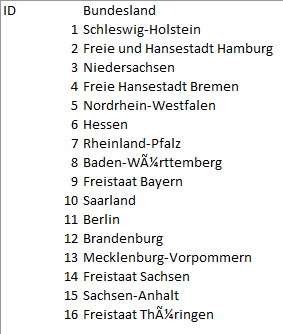 ID Bundesland
1 Schleswig-Holstein
2 Freie und Hansestadt Hamburg
3 Niedersachsen
4 Freie Hansestadt Bremen
5 Nordrhein-Westfalen
6 Hessen
7 Rheinland-Pfalz
8 Baden-WÃ¼rttemberg
9 Freistaat Bayern
10 Saarland
11 Berlin
12 Brandenburg
13 Mecklenburg-Vorpommern
14 Freistaat Sachsen
15 Sachsen-Anhalt
16 Freistaat ThÃ¼ringen